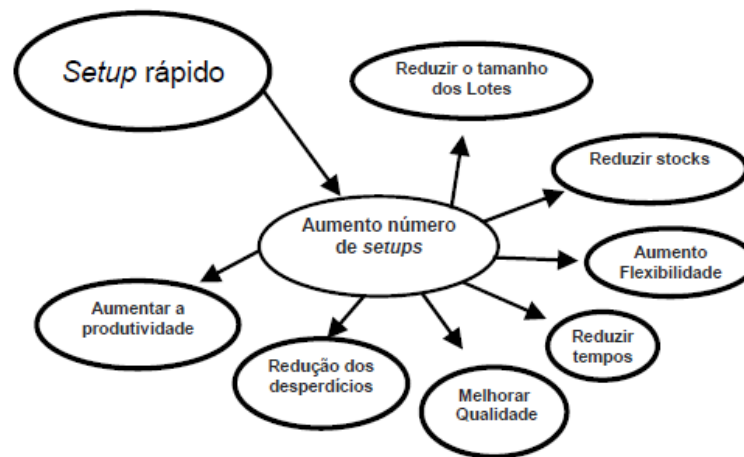 Setup rápido
Reduzir o tamanho
dos Lotes
Reduzir stocks
Aumento número
de setups
Aumento
Flexibilidade
Aumentar a
produtividade
Reduzir
tempos
Redução dos
desperdícios
Melhorar
Qualidade